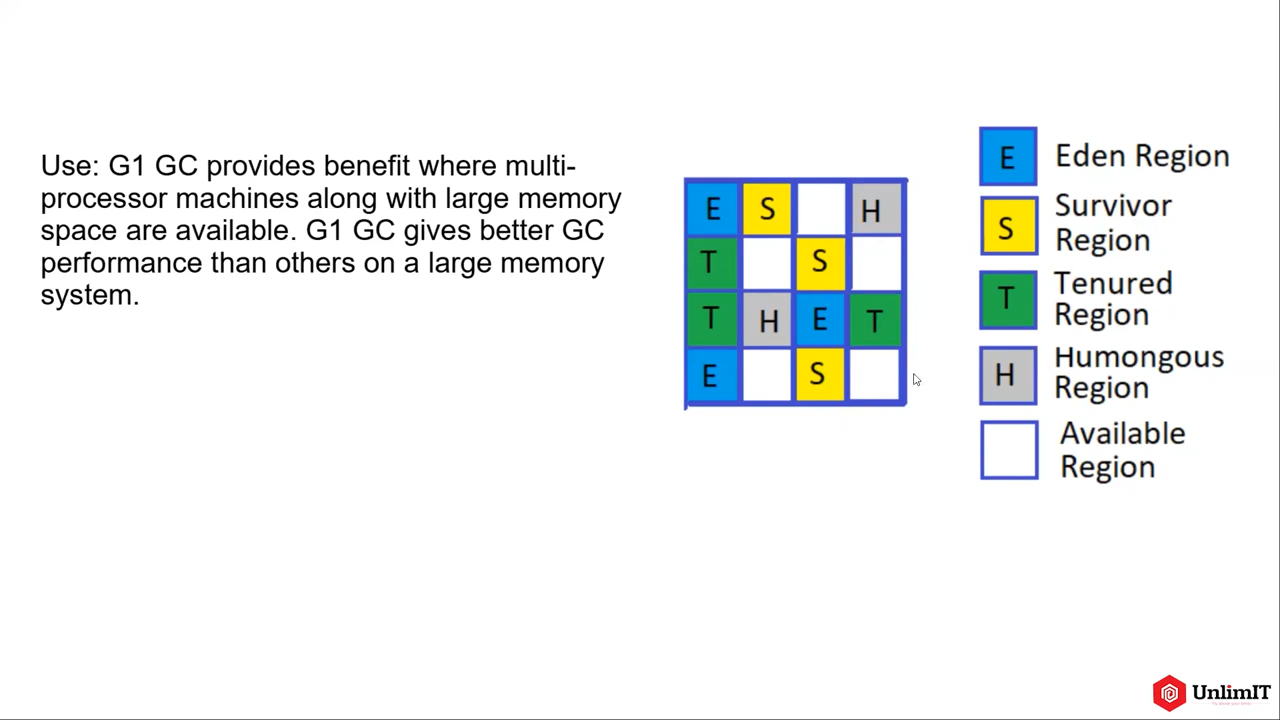 Use: G1 GC provides benefit where multi-
processor machines along with large memory
space are available. G1 GC gives better GC
performance than others on a large memory
system.
E S H
T S
T H E T
E S
E Eden Region
S Survivor
Region
T Tenured
Region
H Humongous
Region
Available
Region
UnlimIT